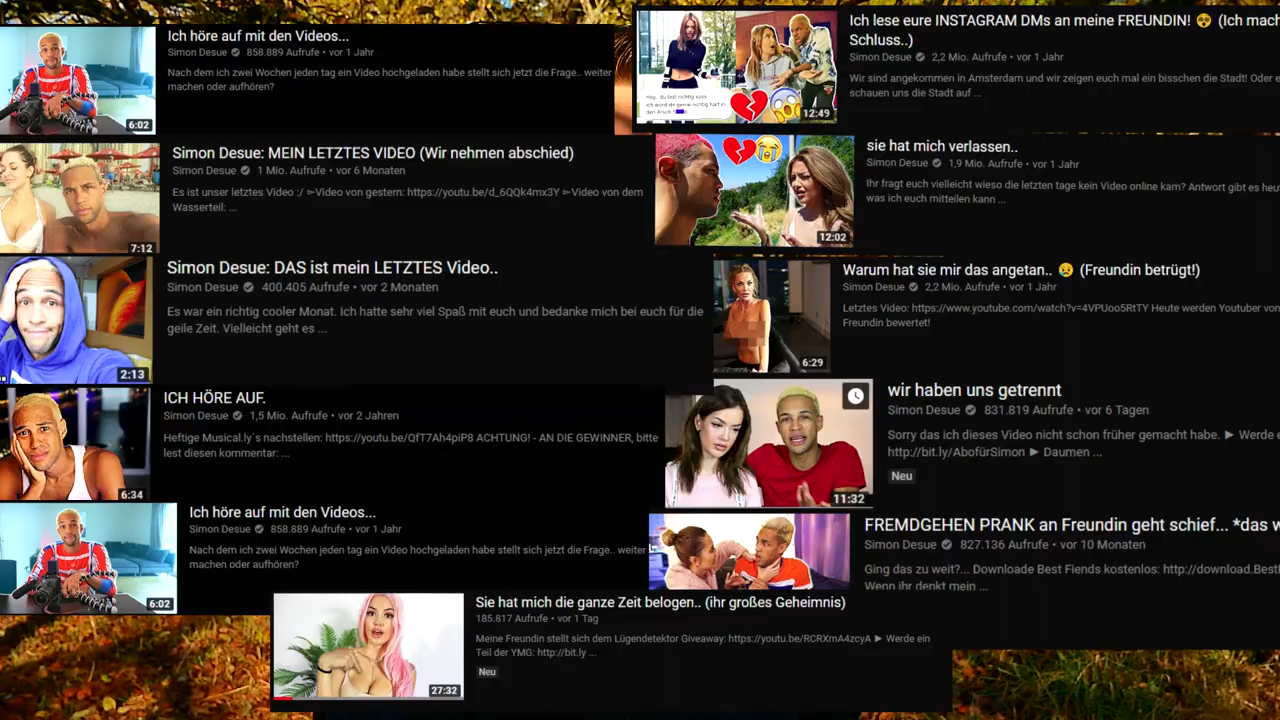 Ich höre auf mit den Videos...
Simon Desue 858.889 Aufrufe • vor 1 Jahr
Nach dem ich zwei Wochen jeden tag ein Video hochgeladen habe stellt sich jetzt die Frage.. weiter
machen oder aufhören?
6:02
Simon Desue: MEIN LETZTES VIDEO (Wir nehmen abschied)
Simon Desue 1 Mio. Aufrufe • vor 6 Monaten
Es ist unser letztes Video :/ ➳Video von gestern: https://youtu.be/d_6QQk4mx3Y ➳Video von dem
Wasserteil: ...
7:12
Simon Desue: DAS ist mein LETZTES Video..
Simon Desue 400.405 Aufrufe • vor 2 Monaten
Es war ein richtig cooler Monat. Ich hatte sehr viel Spaß mit euch und bedanke mich bei euch für die
geile Zeit. Vielleicht geht es ...
2:13
ICH HÖRE AUF.
Simon Desue 1,5 Mio. Aufrufe • vor 2 Jahren
Heftige Musical.ly´s nachstellen: https://youtu.be/QfT7Ah4piP8 ACHTUNG! - AN DIE GEWINNER, bitte
lest diesen kommentar: ...
6:34
Ich höre auf mit den Videos...
Simon Desue 858.889 Aufrufe • vor 1 Jahr
Nach dem ich zwei Wochen jeden tag ein Video hochgeladen habe stellt sich jetzt die Frage.. weiter
machen oder aufhören?
6:02
Ich lese eure INSTAGRAM DMs an meine FREUNDIN! ☢ (Ich mach
Schluss..)
Simon Desue 2,2 Mio. Aufrufe • vor 1 Jahr
Wir sind angekommen in Amsterdam und wir zeigen euch mal ein bisschen die Stadt! Oder e
schauen uns die Stadt auf ...
12:49
sie hat mich verlassen..
Simon Desue 1,9 Mio. Aufrufe • vor 1 Jahr
Ihr fragt euch vielleicht wieso die letzten tage kein Video online kam? Antwort gibt es heu
was ich euch mitteilen kann ...
12:02
Warum hat sie mir das angetan.. 😥 (Freundin betrügt!)
Simon Desue 2,2 Mio. Aufrufe • vor 1 Jahr
Letztes Video: https://www.youtube.com/watch?v=4VPUoo5RtTY Heute werden Youtuber vom
Freundin bewertet!
6:29
wir haben uns getrennt
Simon Desue 831.819 Aufrufe • vor 6 Tagen
Sorry das ich dieses Video nicht schon früher gemacht habe. ► Werde e
http://bit.ly/AbofürSimon ► Daumen ...
Neu
11:32
FREMDGEHEN PRANK an Freundin geht schief... *das w
Simon Desue 827.136 Aufrufe • vor 10 Monaten
Ging das zu weit?... Downloade Best Fiends kostenlos: http://download.Best
Wenn ihr denkt mein ...
Sie hat mich die ganze Zeit belogen.. (ihr großes Geheimnis)
185.817 Aufrufe • vor 1 Tag
Meine Freundin stellt sich dem Lügendetektor Giveaway: https://youtu.be/RCRXmA4zcyA ► Werde ein
Teil der YMG: http://bit.ly ...
Neu
27:32